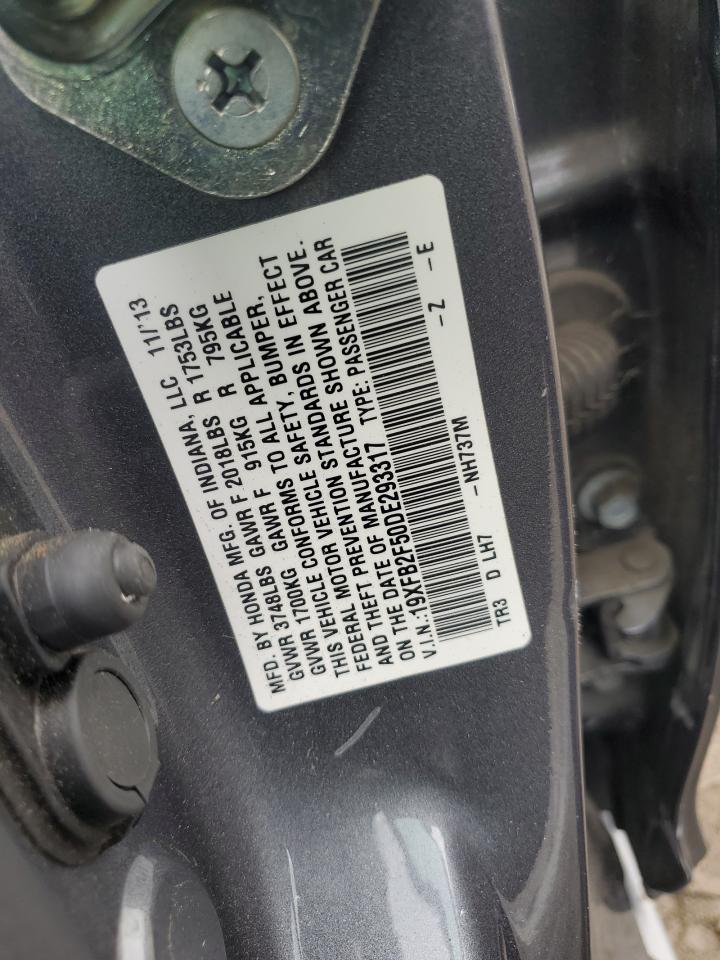 MFD. BY HONDA MFG. OF INDIANA, LLC 11/'13
GVWR 3748LBS GAWR F 2018LBS R 1753LBS
GVWR 1700KG GAWR F 915KG R 795KG
THIS VEHICLE CONFORMS TO ALL APPLICABLE
FEDERAL MOTOR VEHICLE SAFETY, BUMPER,
AND THEFT PREVENTION STANDARDS IN EFFECT
ON THE DATE OF MANUFACTURE SHOWN ABOVE.
V.I.N.:19XFB2F50DE293317 TYPE: PASSENGER CAR
TR3 D LH7 - NH737M - Z - E